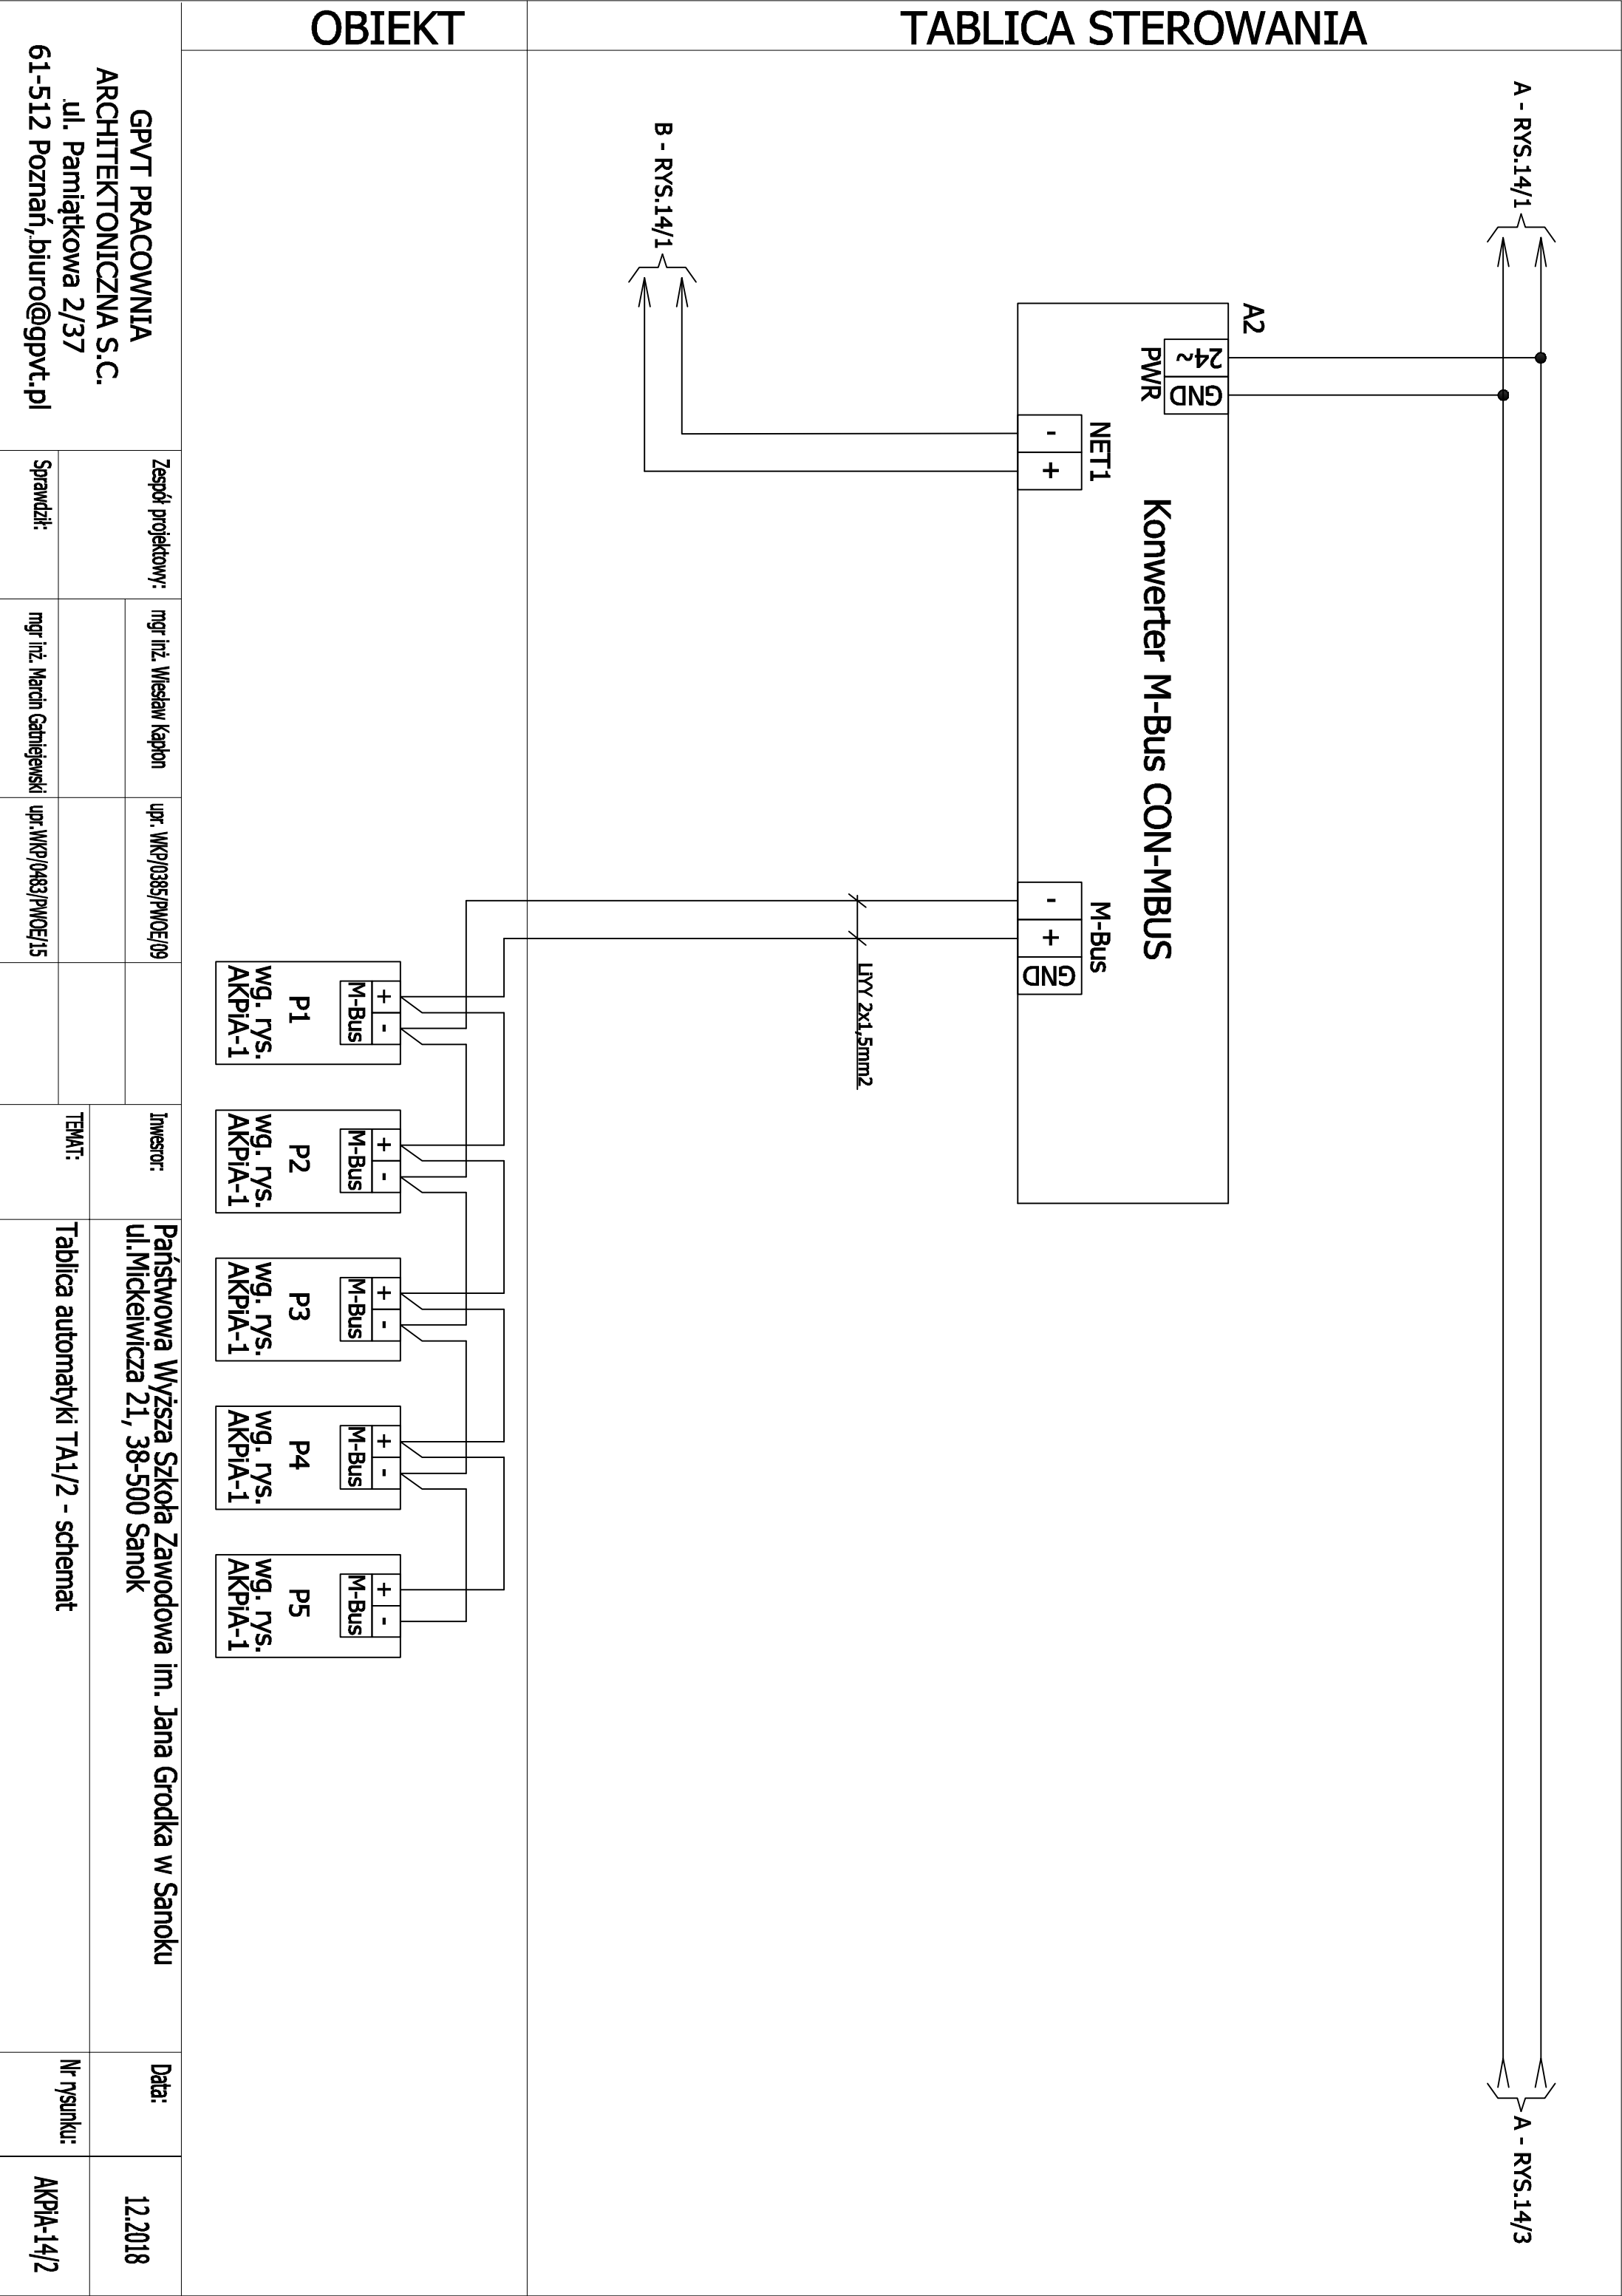 TABLICA STEROWANIA
OBIEKT
A - RYS.14/1
A - RYS.14/3
A2
24~
GND
PWR
Konwerter M-Bus CON-MBUS
NET1
-
+
M-Bus
-
+
GND
B - RYS.14/1
LiYY 2x1,5mm2
+
-
M-Bus
P1
wg. rys.
AKPiA-1
+
-
M-Bus
P2
wg. rys.
AKPiA-1
+
-
M-Bus
P3
wg. rys.
AKPiA-1
+
-
M-Bus
P4
wg. rys.
AKPiA-1
+
-
M-Bus
P5
wg. rys.
AKPiA-1
GPVT PRACOWNIA
ARCHITEKTONICZNA S.C.
ul. Pamiątkowa 2/37
61-512 Poznań,.biuro@gpvt.pl
Zespół projektowy:
mgr inż. Wiesław Kapłon
upr. WKP/0385/PWOE/09
Sprawdził:
mgr inż. Marcin Gatniejewski
upr.WKP/0483/PWOE/15
Inwesror:
Państwowa Wyższa Szkoła Zawodowa im. Jana Grodka w Sanoku
ul.Mickeiwicza 21, 38-500 Sanok
TEMAT:
Tablica automatyki TA1/2 - schemat
Data:
12.2018
Nr rysunku:
AKPiA-14/2